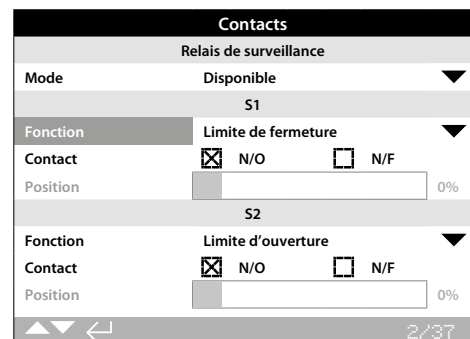 Contacts
Relais de surveillance
Mode Disponible
S1
Fonction Limite de fermeture
Contact N/O N/F
Position 0%
S2
Fonction Limite d'ouverture
Contact N/O N/F
Position 0%
2/37